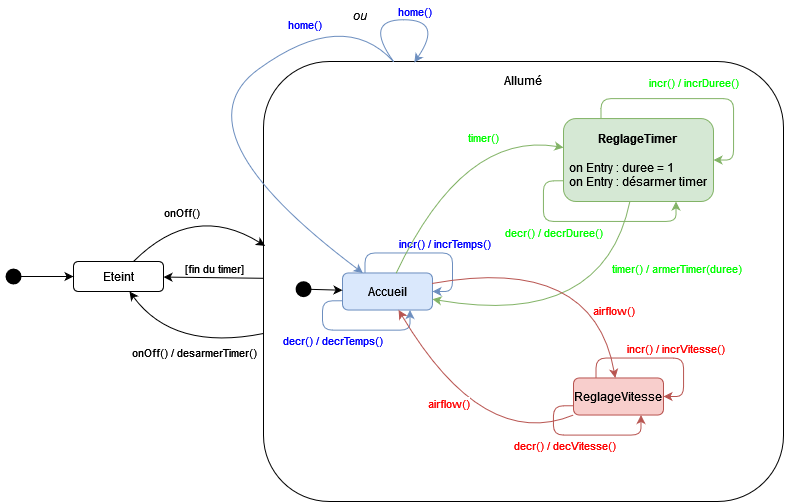 ou
home()
home()
Allumé
incr() / incrDuree()
timer()
ReglageTimer
on Entry : duree = 1
on Entry : désarmer timer
onOff()
decr() / decrDuree()
incr() / incrTemps()
[fin du timer]
timer() / armerTimer(duree)
Eteint
Accueil
airflow()
decr() / decrTemps()
onOff() / desarmerTimer()
incr() / incrVitesse()
ReglageVitesse
airflow()
decr() / decVitesse()